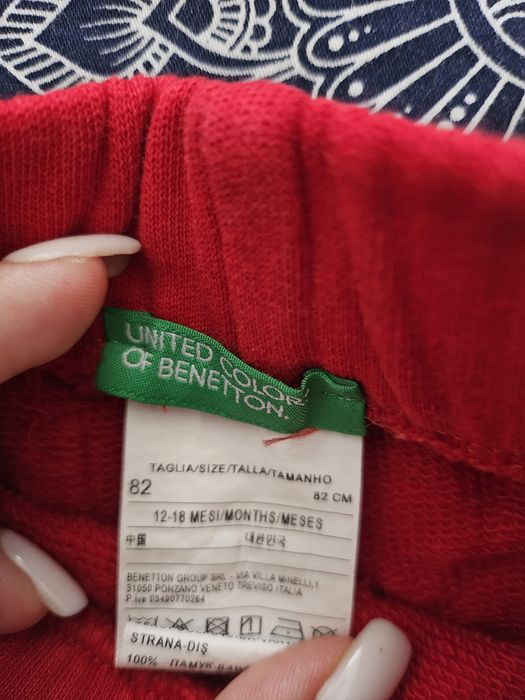 UNITED COLORS
OF BENETTON.
TAGLIA/SIZE/TALLA/TAMANHO
82 82 CM
12-18 MESI/MONTHS/MESES
中国 대한민국
BENETTON GROUP SRL - VIA VILLA MINELLI,1
31050 PONZANO VENETO TREVISO ITALIA
P.iva 03490770264
STRANA-DIŞ
100% ПАМУК-BAW